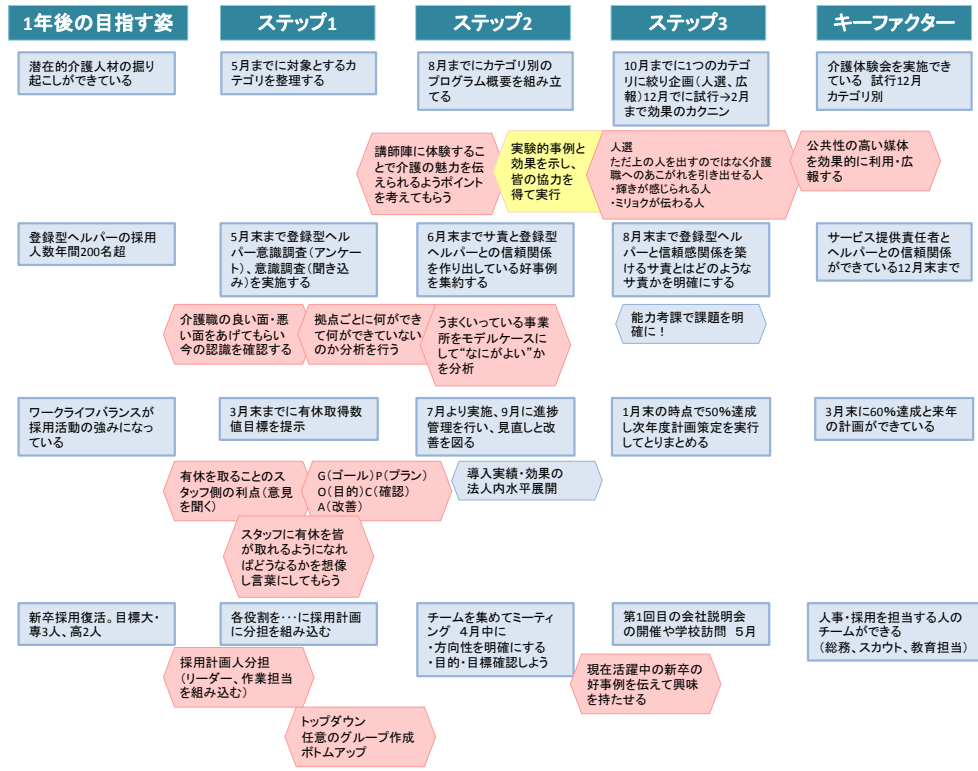 1年後の目指す姿
ステップ1
ステップ2
ステップ3
キーファクター
潜在的介護人材の掘り
起こしができている
5月までに対象とするカ
テゴリを整理する
8月までにカテゴリ別の
プログラム概要を組み立
てる
10月までに1つのカテゴ
リに絞り企画(人選、広
報)12月でに試行→2月
まで効果のカクニン
介護体験会を実施でき
ている 試行12月
カテゴリ別
講師陣に体験するこ
とで介護の魅力を伝
えられるようポイント
を考えてもらう
実験的事例と
効果を示し、
皆の協力を
得て実行
人選
ただ上の人を出すのではなく介護
職へのあこがれを引き出せる人
・輝きが感じられる人
・ミリョクが伝わる人
公共性の高い媒体
を効果的に利用・広
報する
登録型ヘルパーの採用
人数年間200名超
5月末まで登録型ヘル
パー意識調査(アンケー
ト)、意識調査(聞き込
み)を実施する
6月末までサ責と登録型
ヘルパーとの信頼関係
を作り出している好事例
を集約する
8月末まで登録型ヘル
パーと信頼感関係を築
けるサ責とはどのような
サ責かを明確にする
サービス提供責任者と
ヘルパーとの信頼関係
ができている12月末まで
介護職の良い面・悪
い面をあげてもらい
今の認識を確認する
拠点ごとに何ができ
て何ができていない
のか分析を行う
うまくいっている事業
所をモデルケースに
して“なにがよい”か
を分析
能力考課で課題を明
確に!
ワークライフバランスが
採用活動の強みになっ
ている
3月末までに有休取得数
値目標を提示
7月より実施、9月に進捗
管理を行い、見直しと改
善を図る
1月末の時点で50%達成
し次年度計画策定を実行
してとりまとめる
3月末に60%達成と来年
の計画ができている
有休を取ることのス
タッフ側の利点(意見
を聞く)
G(ゴール)P(プラン)
O(目的)C(確認)
A(改善)
導入実績・効果の
法人内水平展開
スタッフに有休を皆
が取れるようになれ
ばどうなるかを想像
し言葉にしてもらう
新卒採用復活。目標大・
専3人、高2人
各役割を・・・に採用計画
に分担を組み込む
チームを集めてミーティ
ング 4月中に
・方向性を明確にする
・目的・目標確認しよう
第1回目の会社説明会
の開催や学校訪問 5月
人事・採用を担当する人の
チームができる
(総務、スカウト、教育担当)
採用計画人分担
(リーダー、作業担当
を組み込む)
現在活躍中の新卒の
好事例を伝えて興味
を持たせる
トップダウン
任意のグループ作成
ボトムアップ